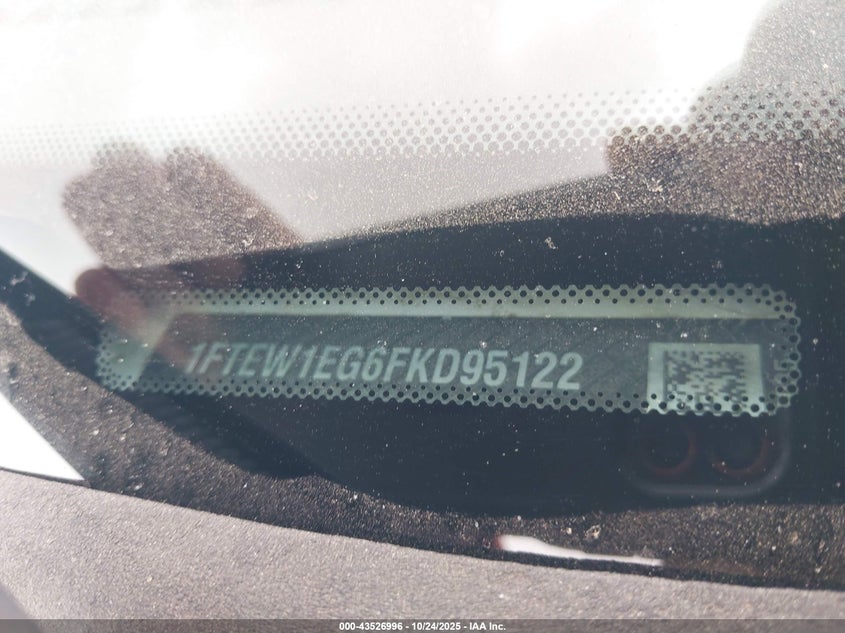 1FTEW1EG6FKD95122
000-43526996 - 10/24/2025 - IAA Inc.